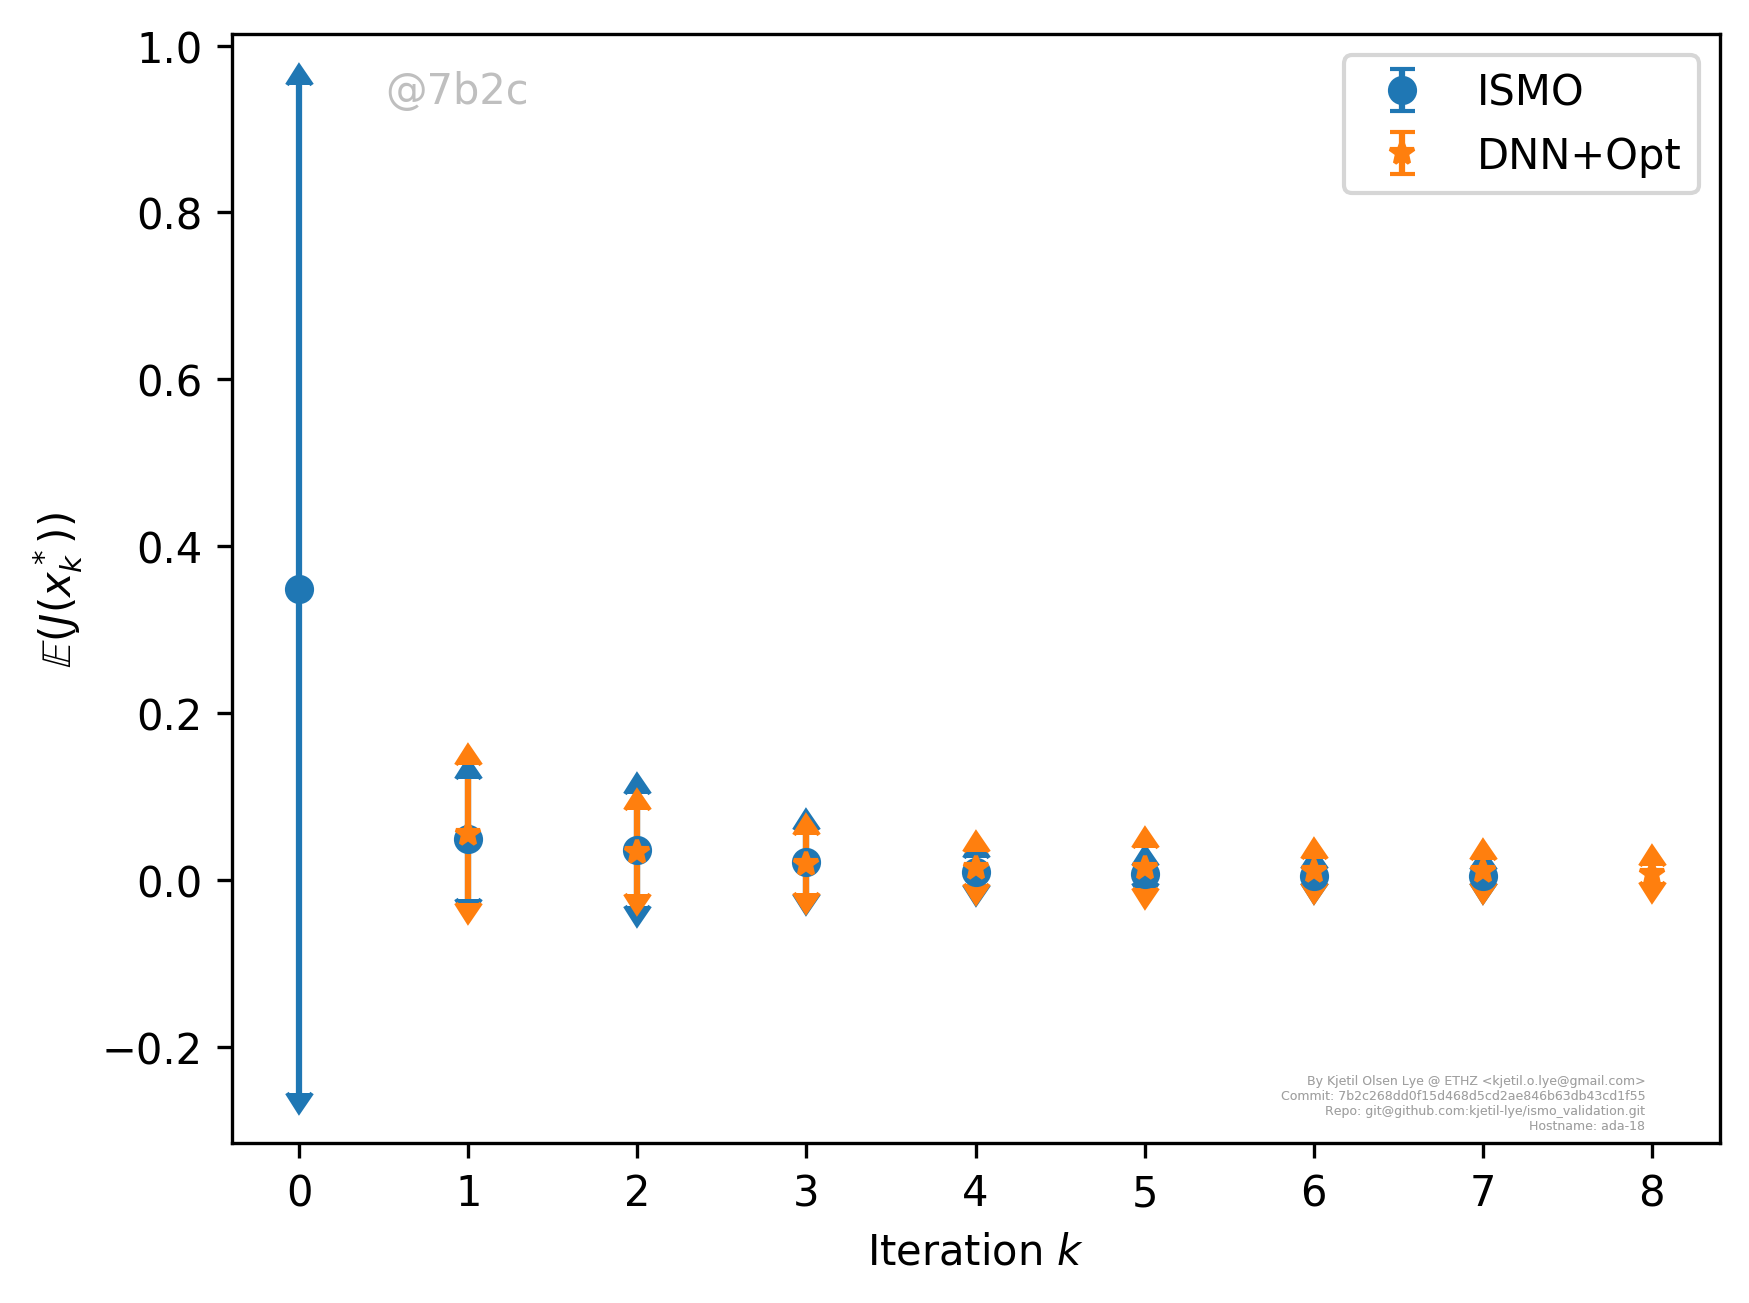 1.0
0.8
0.6
0.4
0.2
0.0
−0.2
𝔼(J(x*k))
@7b2c
ISMO
DNN+Opt
By Kjetil Olsen Lye @ ETHZ <kjetil.o.lye@gmail.com>
Commit: 7b2c268dd0f15d468d5cd2ae846b63db43cd1f55
Repo: git@github.com:kjetil-lye/ismo_validation.git
Hostname: ada-18
0 1 2 3 4 5 6 7 8
Iteration k